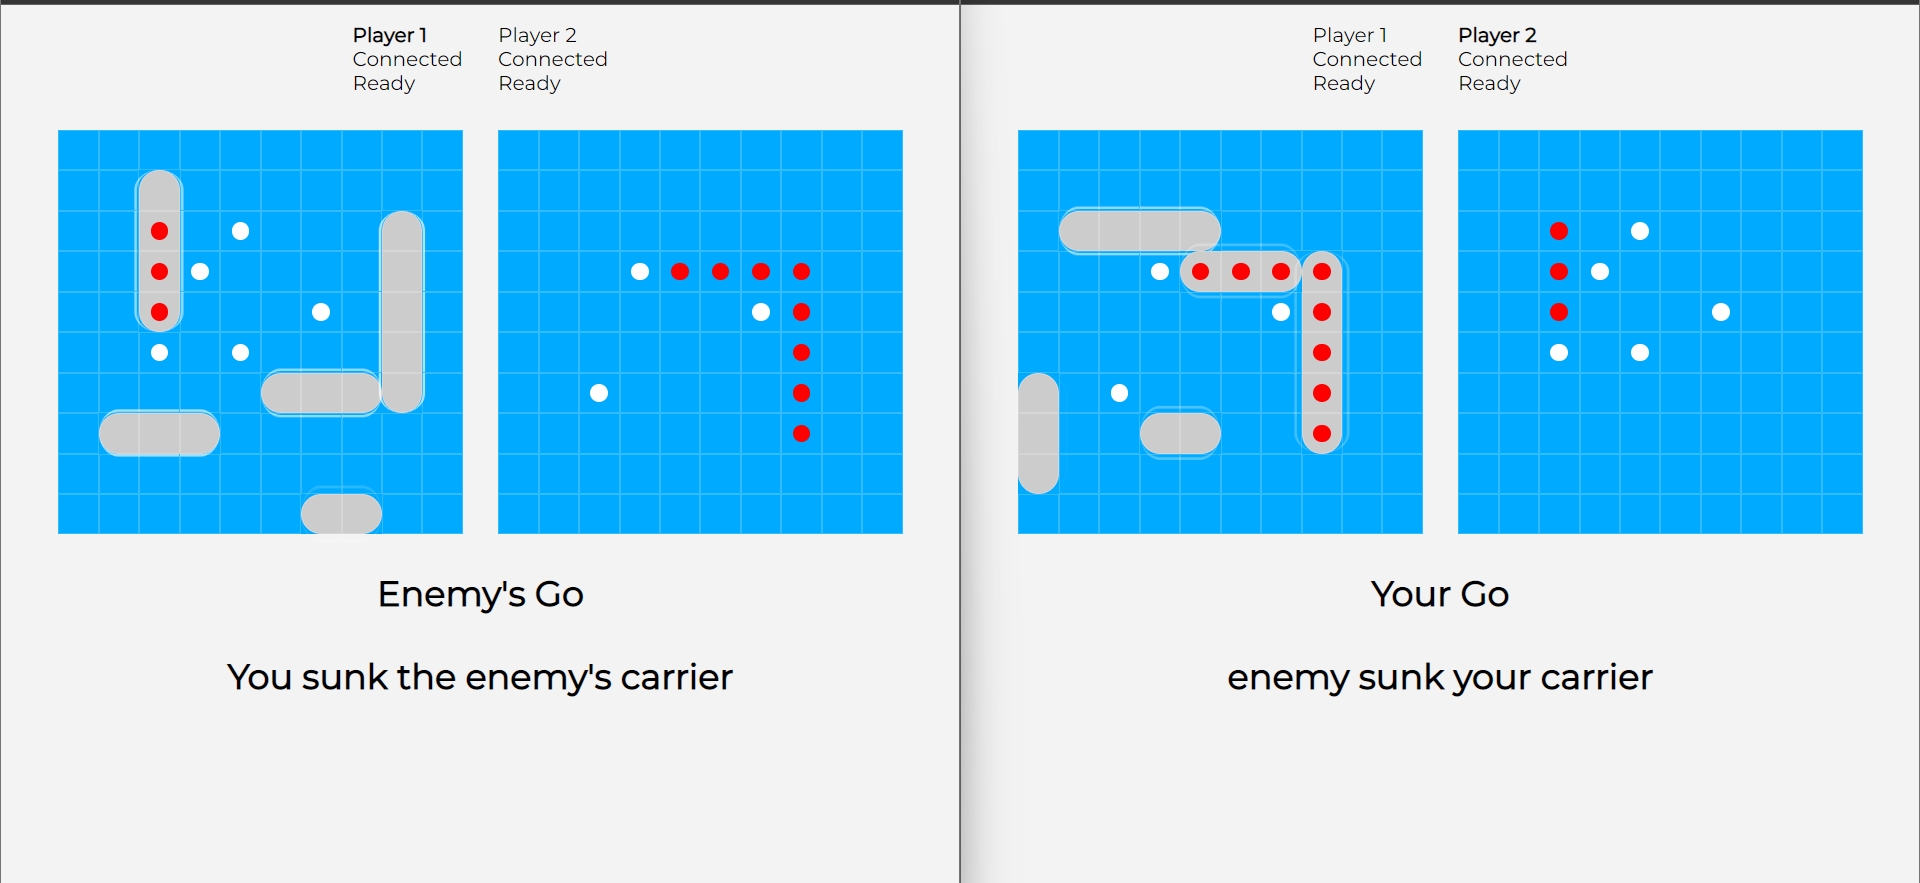 Player 1
Connected
Ready
Player 2
Connected
Ready
Enemy's Go
You sunk the enemy's carrier
Player 1
Connected
Ready
Player 2
Connected
Ready
Your Go
enemy sunk your carrier